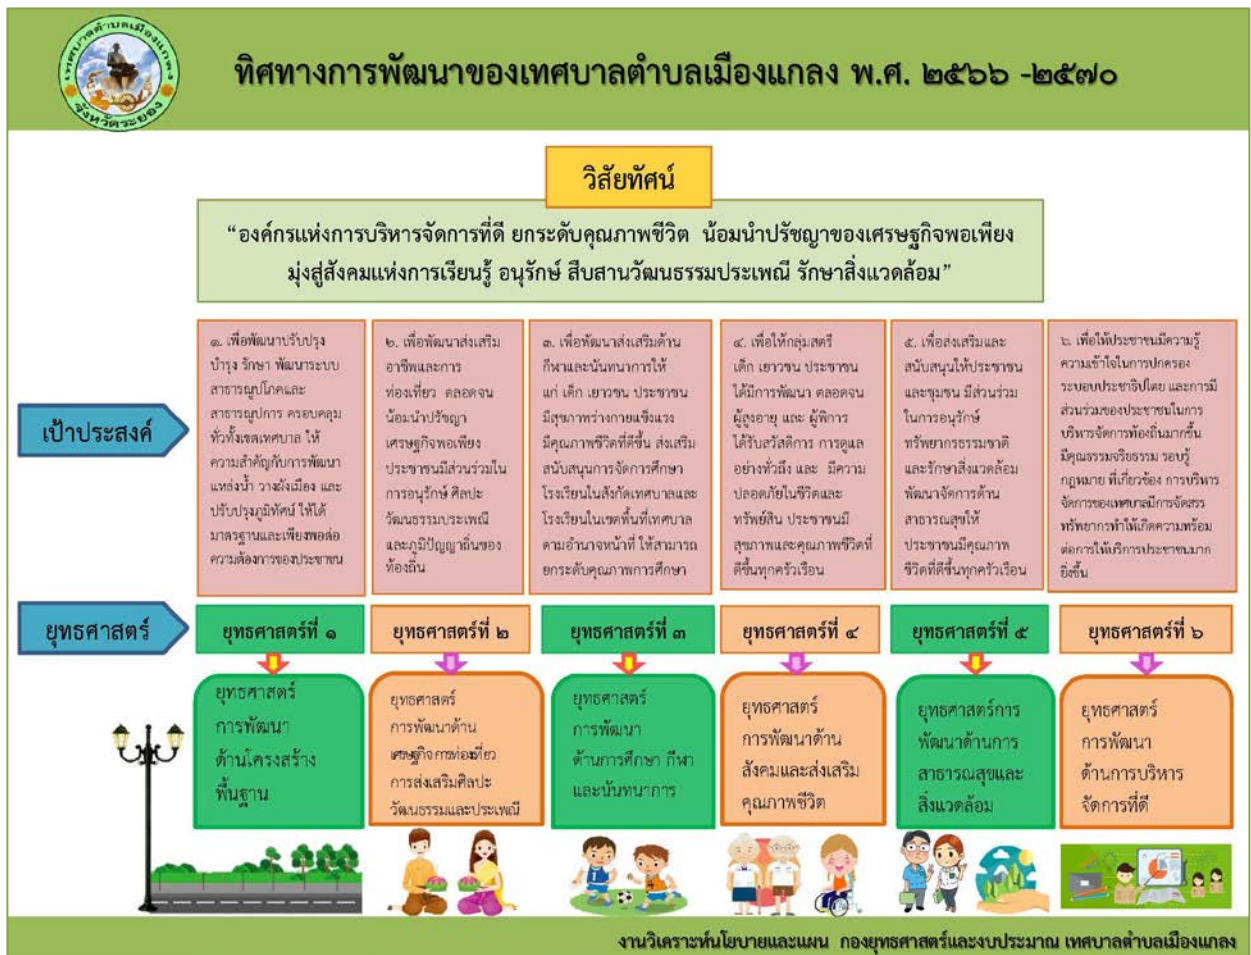 เทศบาลตำบลเมืองแกลง
จังหวัดระยอง
ทิศทางการพัฒนาของเทศบาลตำบลเมืองแกลง พ.ศ. ๒๕๖๖ -๒๕๗๐
วิสัยทัศน์
“องค์กรแห่งการบริหารจัดการที่ดี ยกระดับคุณภาพชีวิต น้อมนำปรัชญาของเศรษฐกิจพอเพียง
มุ่งสู่สังคมแห่งการเรียนรู้ อนุรักษ์ สืบสานวัฒนธรรมประเพณี รักษาสิ่งแวดล้อม”
เป้าประสงค์
๑. เพื่อพัฒนาปรับปรุง
บำรุง รักษา พัฒนาระบบ
สาธารณูปโภคและ
สาธารณูปการ ครอบคลุม
ทั่วทั้งเขตเทศบาล ให้
ความสำคัญกับการพัฒนา
แหล่งน้ำ วางผังเมือง และ
ปรับปรุงภูมิทัศน์ ให้ได้
มาตรฐานและเพียงพอต่อ
ความต้องการของประชาชน
๒. เพื่อพัฒนาส่งเสริม
อาชีพและการ
ท่องเที่ยว ตลอดจน
น้อมนำปรัชญา
เศรษฐกิจพอเพียง
ประชาชนมีส่วนร่วมใน
การอนุรักษ์ ศิลปะ
วัฒนธรรมประเพณี
และภูมิปัญญาถิ่นของ
ท้องถิ่น
๓. เพื่อพัฒนาส่งเสริมด้าน
กีฬาและนันทนาการให้
แก่ เด็ก เยาวชน ประชาชน
มีสุขภาพร่างกายแข็งแรง
มีคุณภาพชีวิตที่ดีขึ้น ส่งเสริม
สนับสนุนการจัดการศึกษา
โรงเรียนในสังกัดเทศบาลและ
โรงเรียนในเขตพื้นที่เทศบาล
ตามอำนาจหน้าที่ ให้สามารถ
ยกระดับคุณภาพการศึกษา
๔. เพื่อให้กลุ่มสตรี
เด็ก เยาวชน ประชาชน
ได้มีการพัฒนา ตลอดจน
ผู้สูงอายุ และ ผู้พิการ
ได้รับสวัสดิการ การดูแล
อย่างทั่วถึง และ มีความ
ปลอดภัยในชีวิตและ
ทรัพย์สิน ประชาชนมี
สุขภาพและคุณภาพชีวิตที่
ดีขึ้นทุกครัวเรือน
๕. เพื่อส่งเสริมและ
สนับสนุนให้ประชาชน
และชุมชน มีส่วนร่วม
ในการอนุรักษ์
ทรัพยากรธรรมชาติ
และรักษาสิ่งแวดล้อม
พัฒนาจัดการด้าน
สาธารณสุขให้
ประชาชนมีคุณภาพ
ชีวิตที่ดีขึ้นทุกครัวเรือน
๖. เพื่อให้ประชาชนมีความรู้
ความเข้าใจในการปกครอง
ระบอบประชาธิปไตย และการมี
ส่วนร่วมของประชาชนในการ
บริหารจัดการท้องถิ่นมากขึ้น
มีคุณธรรมจริยธรรม รอบรู้
กฎหมาย ที่เกี่ยวข้อง การบริหาร
จัดการของเทศบาลมีการจัดสรร
ทรัพยากรทำให้เกิดความพร้อม
ต่อการให้บริการประชาชนมาก
ยิ่งขึ้น
ยุทธศาสตร์
ยุทธศาสตร์ที่ ๑
ยุทธศาสตร์ที่ ๒
ยุทธศาสตร์ที่ ๓
ยุทธศาสตร์ที่ ๔
ยุทธศาสตร์ที่ ๕
ยุทธศาสตร์ที่ ๖
ยุทธศาสตร์
การพัฒนา
ด้านโครงสร้าง
พื้นฐาน
ยุทธศาสตร์
การพัฒนาด้าน
เศรษฐกิจ การท่องเที่ยว
การส่งเสริมศิลปะ
วัฒนธรรมและประเพณี
ยุทธศาสตร์
การพัฒนา
ด้านการศึกษา กีฬา
และนันทนาการ
ยุทธศาสตร์
การพัฒนาด้าน
สังคมและส่งเสริม
คุณภาพชีวิต
ยุทธศาสตร์การ
พัฒนาด้านการ
สาธารณสุขและ
สิ่งแวดล้อม
ยุทธศาสตร์
การพัฒนา
ด้านการบริหาร
จัดการที่ดี
งานวิเคราะห์นโยบายและแผน กองยุทธศาสตร์และงบประมาณ เทศบาลตำบลเมืองแกลง